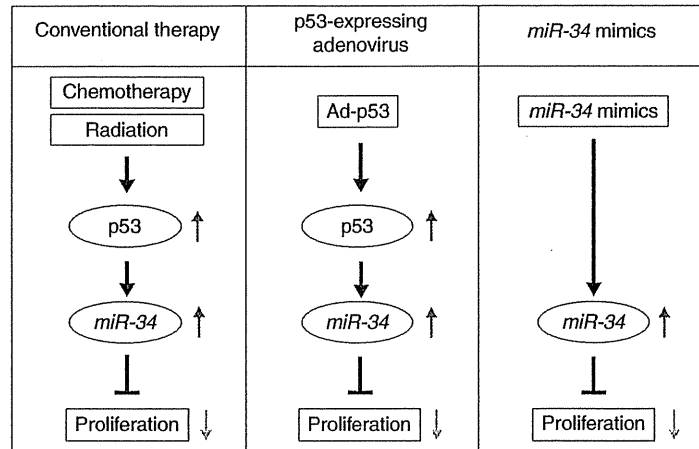 Conventional therapy
Chemotherapy
Radiation
p53
miR-34
Proliferation
p53-expressing
adenovirus
Ad-p53
p53
miR-34
Proliferation
miR-34 mimics
miR-34 mimics
miR-34
Proliferation